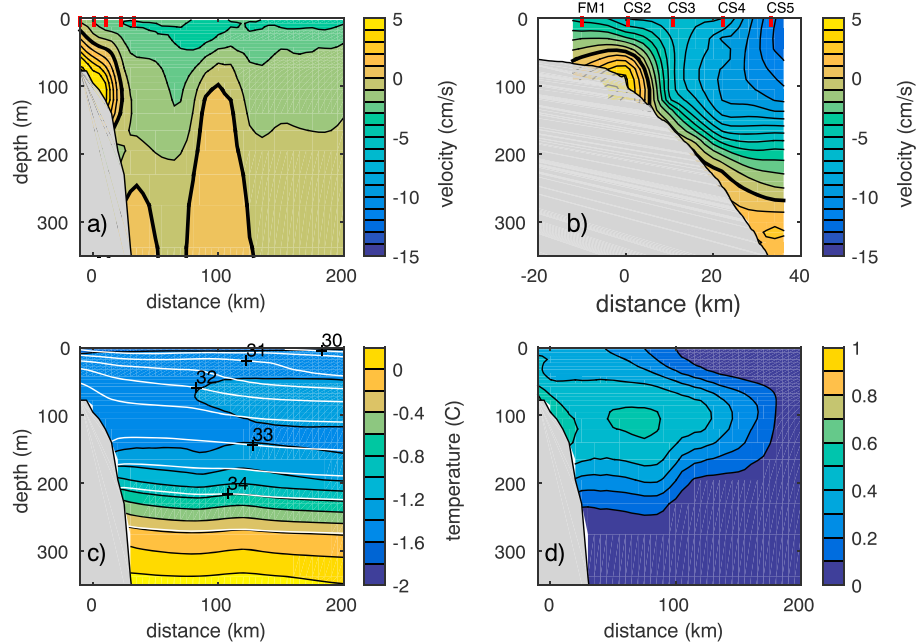 FM1 CS2 CS3 CS4 CS5
0
100
200
300
depth (m)
a)
0 100 200
distance (km)
5
0
-5
-10
-15
velocity (cm/s)
0
100
200
300
b)
-20 0 20 40
distance (km)
5
0
-5
-10
-15
velocity (cm/s)
0
100
200
300
depth (m)
30
31
32
33
34
c)
0 100 200
distance (km)
0
-0.4
-0.8
-1.2
-1.6
-2
temperature (C)
0
100
200
300
d)
0 100 200
distance (km)
1
0.8
0.6
0.4
0.2
0